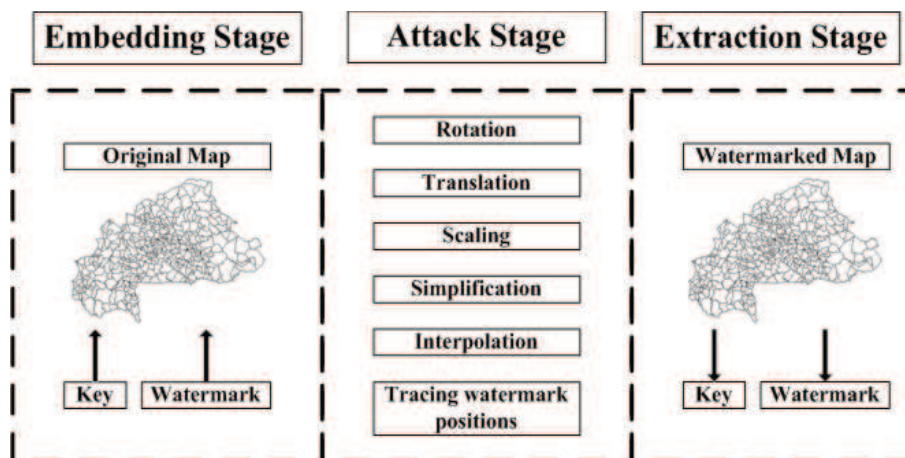 Embedding Stage
Attack Stage
Extraction Stage
Original Map
Key
Watermark
Rotation
Translation
Scaling
Simplification
Interpolation
Tracing watermark
positions
Watermarked Map
Key
Watermark